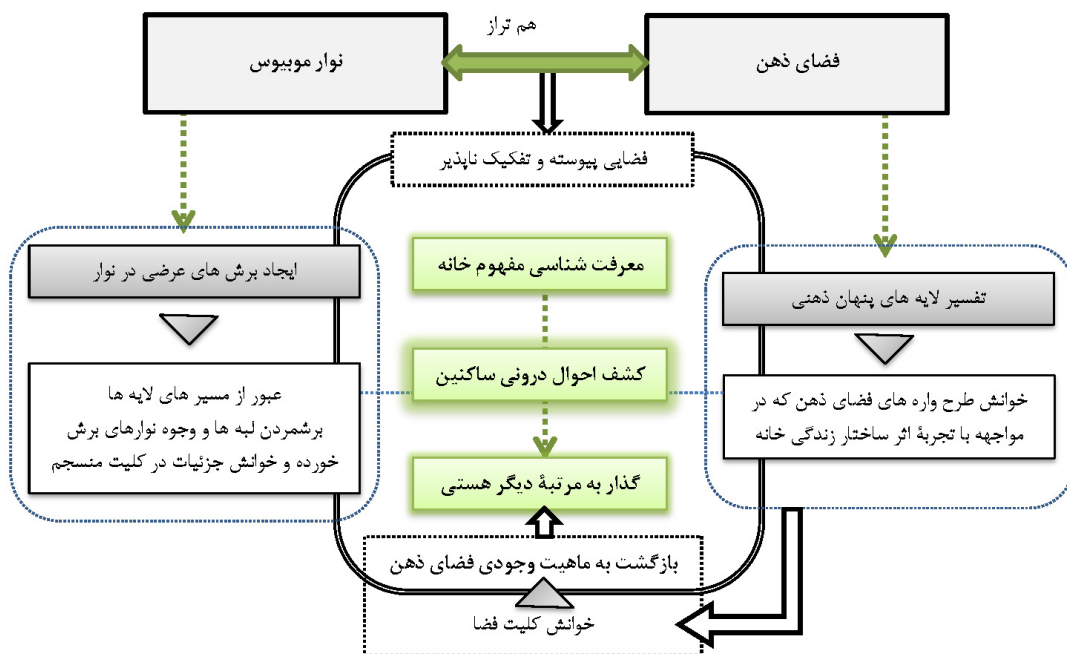 هم تراز
فضای ذهن
نوار موبیوس
فضایی پیوسته و تفکیک ناپذیر
تفسیر لایه های پنهان ذهنی
خوانش طرح واره های فضای ذهن که در
مواجهه با تجربهٔ اثر ساختار زندگی خانه
معرفت شناسی مفهوم خانه
کشف احوال درونی ساکنین
گذار به مرتبهٔ دیگر هستی
ایجاد برش های عرضی در نوار
عبور از مسیر های لایه ها
برشمردن لبه ها و وجوه نوارهای برش
خورده و خوانش جزئیات در کلیت منسجم
بازگشت به ماهیت وجودی فضای ذهن
خوانش کلیت فضا